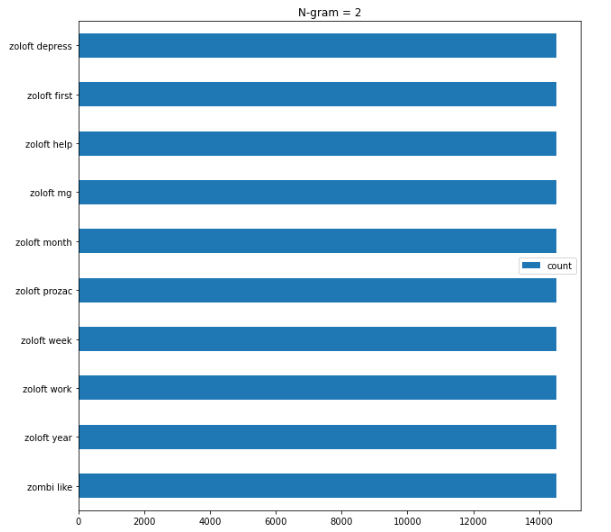 N-gram = 2
zoloft depress
zoloft first
zoloft help
zoloft mg
zoloft month
count
zoloft prozac
zoloft week
zoloft work
zoloft year
zombi like
0 2000 4000 6000 8000 10000 12000 14000